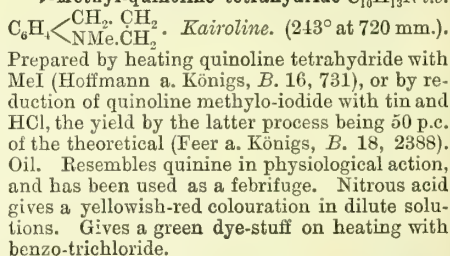 Methyl-quinoline tetrahydride C₁₀H₁₃N
C₆H₄<CH₂. CH₂
NMe.CH₂. Kairoline. (243° at 720 mm.).
Prepared by heating quinoline tetrahydride with
MeI (Hoffmann a. Königs, B. 16, 731), or by re-
duction of quinoline methylo-iodide with tin and
HCl, the yield by the latter process being 50 p.c.
of the theoretical (Feer a. Königs, B. 18, 2388).
Oil. Resembles quinine in physiological action,
and has been used as a febrifuge. Nitrous acid
gives a yellowish-red colouration in dilute solu-
tions. Gives a green dye-stuff on heating with
benzo-trichloride.